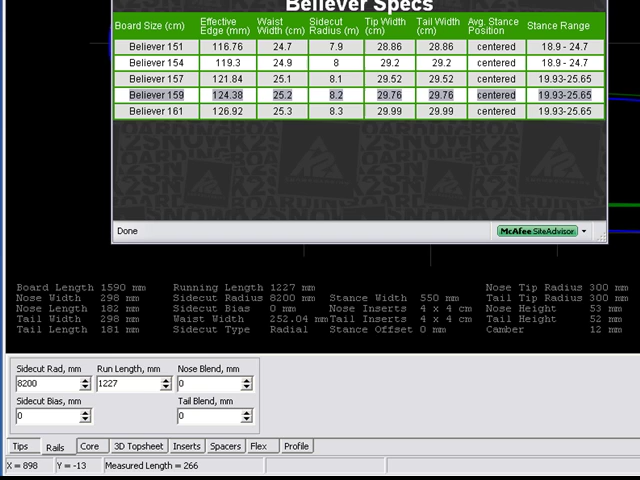 Believer Specs
Board Size (cm) Effective Edge (mm) Waist Width (cm) Sidecut Radius (m) Tip Width (cm) Tail Width (cm) Avg. Stance Position Stance Range
Believer 151 116.76 24.7 7.9 28.86 28.86 centered 18.9 - 24.7
Believer 154 119.3 24.9 8 29.2 29.2 centered 18.9 - 24.7
Believer 157 121.84 25.1 8.1 29.52 29.52 centered 19.93-25.65
Believer 159 124.38 25.2 8.2 29.76 29.76 centered 19.93-25.65
Believer 161 126.92 25.3 8.3 29.99 29.99 centered 19.93-25.65
Done McAfee SiteAdvisor
Board Length 1590 mm Running Length 1227 mm Nose Tip Radius 300 mm
Nose Width 298 mm Sidecut Radius 8200 mm Stance Width 550 mm Tail Tip Radius 300 mm
Nose Length 182 mm Sidecut Bias 0 mm Nose Inserts 4 x 4 cm Nose Height 53 mm
Tail Width 298 mm Waist Width 252.04 mm Tail Inserts 4 x 4 cm Tail Height 52 mm
Tail Length 181 mm Sidecut Type Radial Stance Offset 0 mm Camber 12 mm
Sidecut Rad, mm Run Length, mm Nose Blend, mm
8200 1227 0
Sidecut Bias, mm Tail Blend, mm
0 0
Tips Rails Core 3D Topsheet Inserts Spacers Flex Profile
X = 898 Y = -13 Measured Length = 266